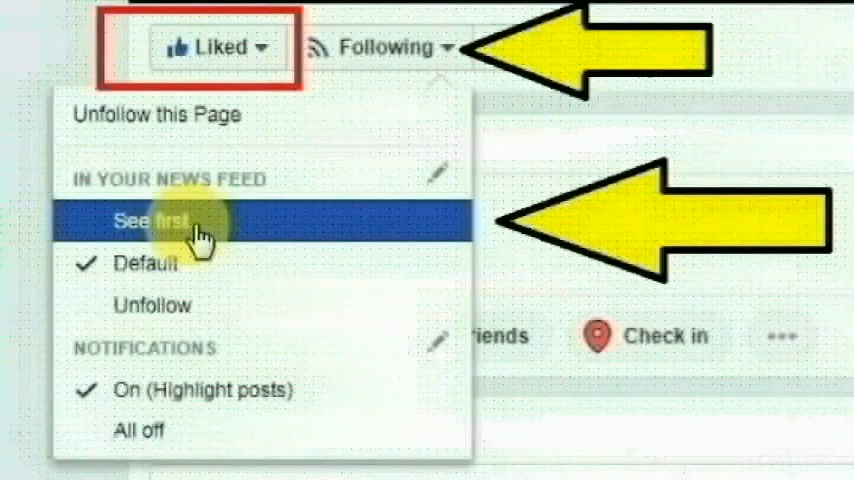 Liked
Following
Unfollow this Page
IN YOUR NEWS FEED
See first
Default
Unfollow
NOTIFICATIONS
riends
Check in
On (Highlight posts)
All off